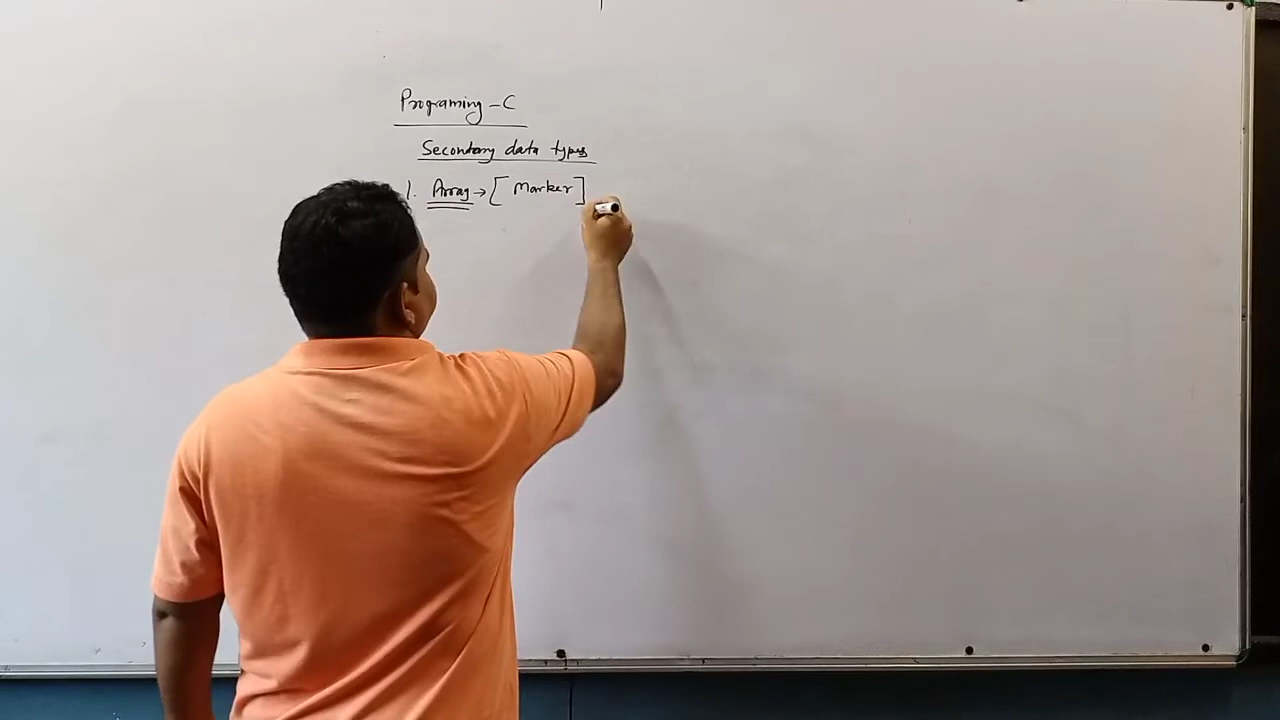 Programing - C
Secondary data types
1. Array → [ Marker ]